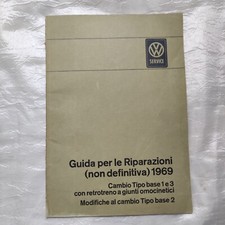 VW
SERVICE
Guida per le Riparazioni
(non definitiva) 1969
Cambio Tipo base 1 e 3
con retrotreno a giunti omocinetici
Modifiche al cambio Tipo base 2